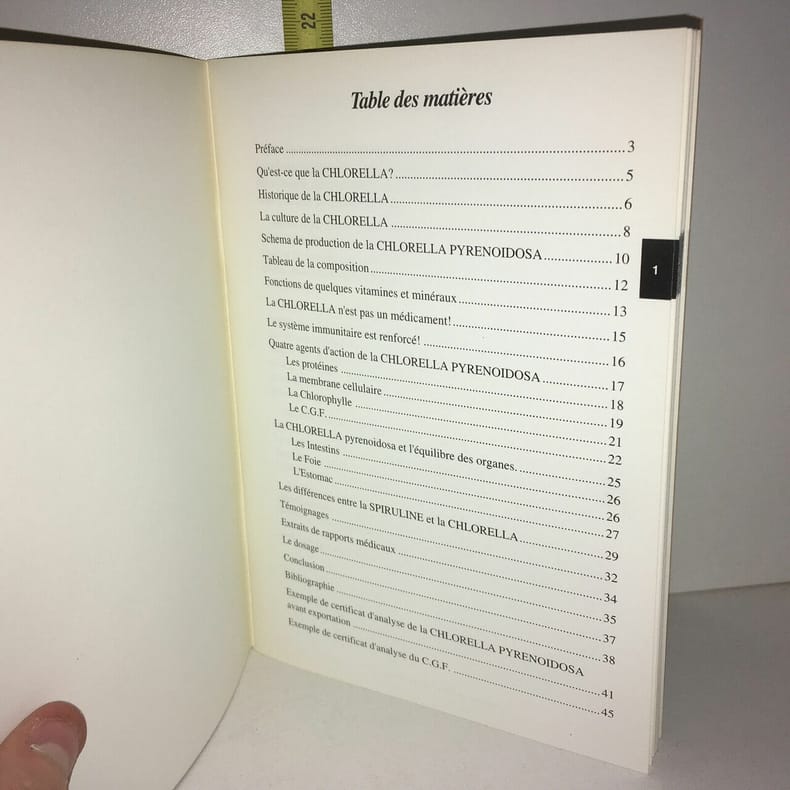 22
Table des matières
Préface ........ 3
Qu'est-ce que la CHLORELLA? ........ 5
Historique de la CHLORELLA ........ 6
La culture de la CHLORELLA ........ 8
Schema de production de la CHLORELLA PYRENOIDOSA ........ 10
Tableau de la composition ........ 12
Fonctions de quelques vitamines et minéraux ........ 13
La CHLORELLA n'est pas un médicament! ........ 15
Le système immunitaire est renforcé! ........ 16
Quatre agents d'action de la CHLORELLA PYRENOIDOSA ........ 17
Les protéines ........ 18
La membrane cellulaire ........ 19
La Chlorophylle ........ 21
Le C.G.F. ........ 22
La CHLORELLA pyrenoidosa et l'équilibre des organes. ........ 25
Les Intestins ........ 26
Le Foie ........ 26
L'Estomac ........ 27
Les différences entre la SPIRULINE et la CHLORELLA ........ 29
Témoignages ........ 32
Extraits de rapports médicaux ........ 34
Le dosage ........ 35
Conclusion ........ 37
Bibliographie ........ 38
Exemple de certificat d'analyse de la CHLORELLA PYRENOIDOSA
avant exportation ........ 41
Exemple de certificat d'analyse du C.G.F. ........ 45
1